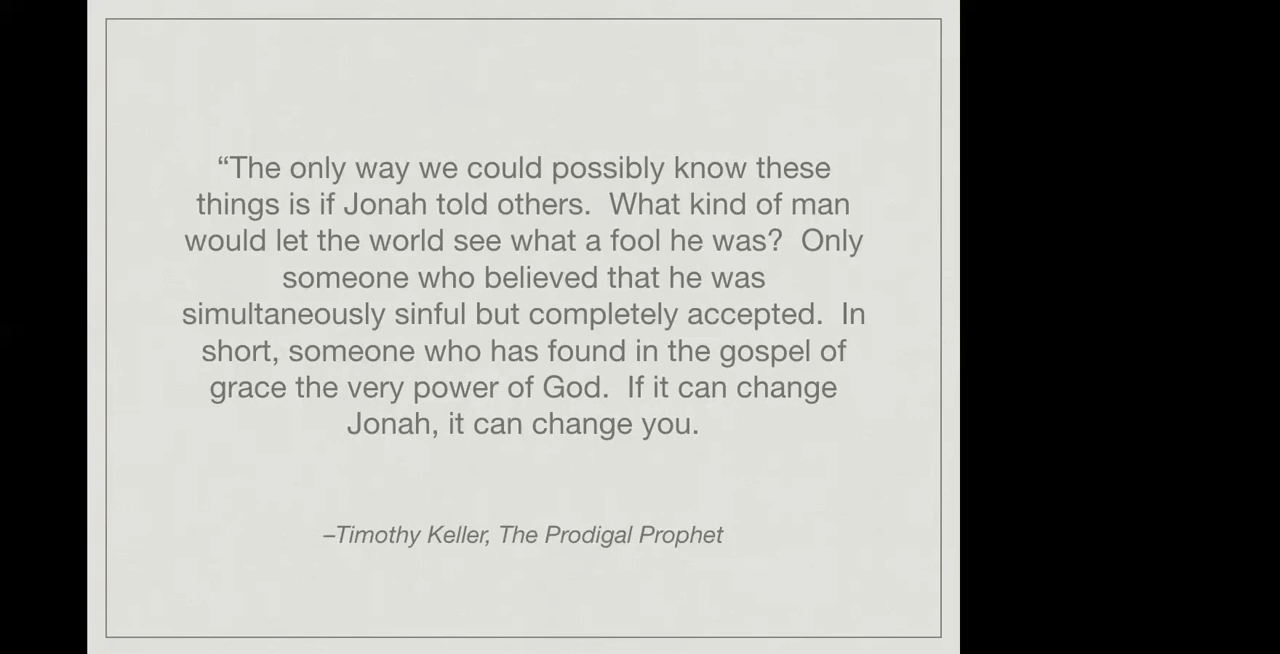 “The only way we could possibly know these
things is if Jonah told others.  What kind of man
would let the world see what a fool he was?  Only
someone who believed that he was
simultaneously sinful but completely accepted.  In
short, someone who has found in the gospel of
grace the very power of God.  If it can change
Jonah, it can change you.
–Timothy Keller, The Prodigal Prophet